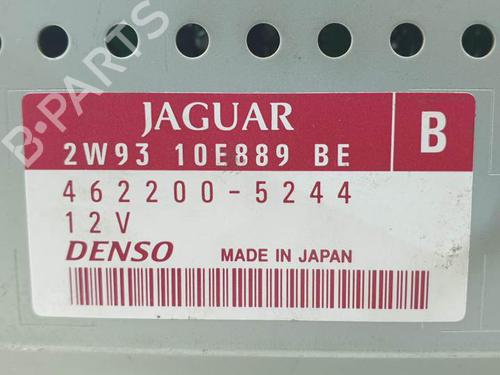 JAGUAR
2W93 10E889 BE
B
462200-5244
12V
DENSO MADE IN JAPAN
B-PARTS